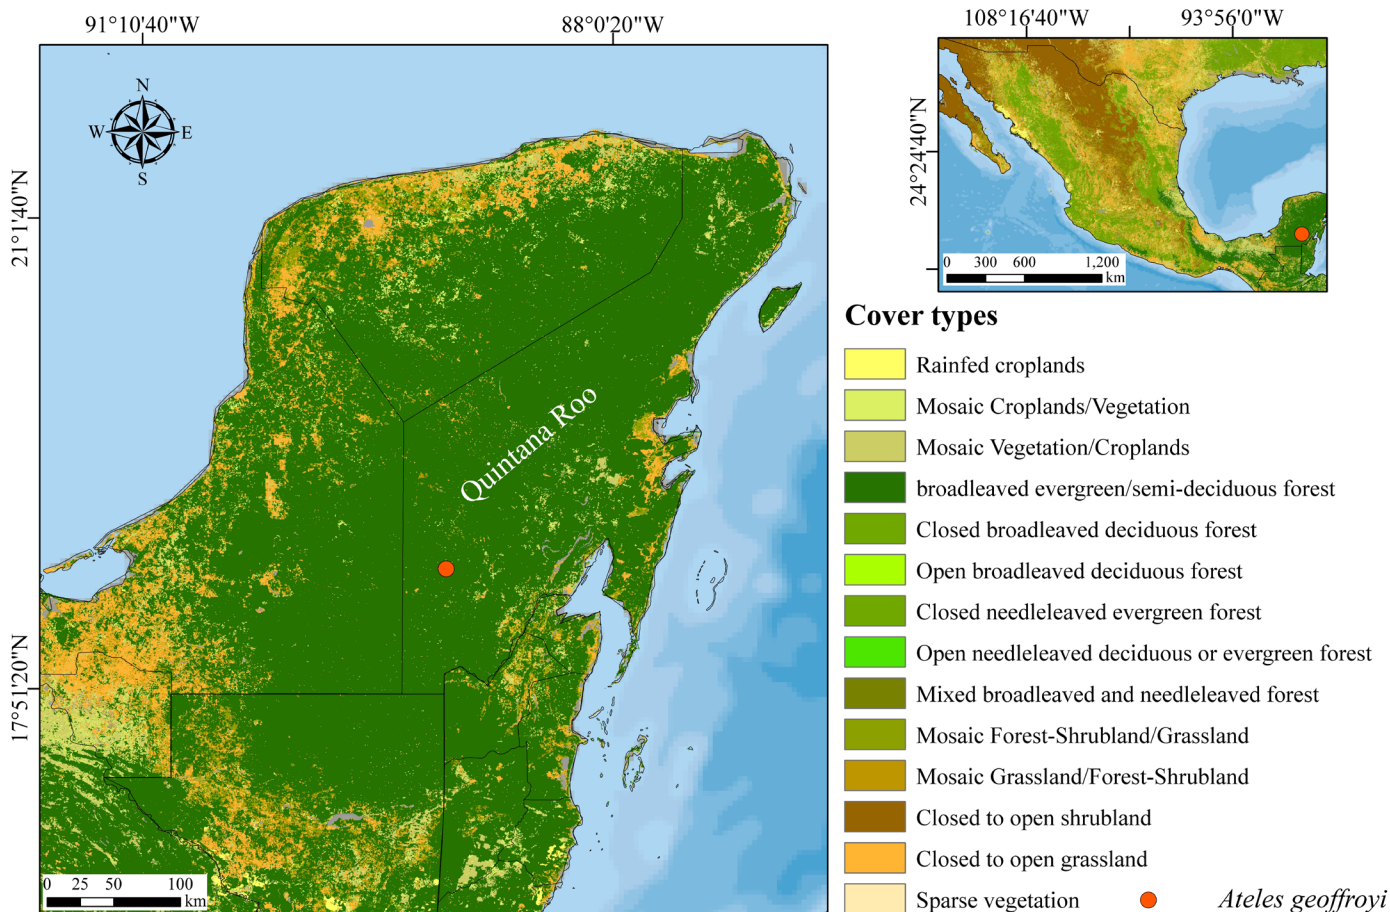 91°10'40"W
88°0'20"W
N
W
E
S
21°1'40"N
17°51'20"N
Quintana Roo
0 25 50 100
km
108°16'40"W
93°56'0"W
24°24'40"N
0 300 600 1,200
km
Cover types
Rainfed croplands
Mosaic Croplands/Vegetation
Mosaic Vegetation/Croplands
broadleaved evergreen/semi-deciduous forest
Closed broadleaved deciduous forest
Open broadleaved deciduous forest
Closed needleleaved evergreen forest
Open needleleaved deciduous or evergreen forest
Mixed broadleaved and needleleaved forest
Mosaic Forest-Shrubland/Grassland
Mosaic Grassland/Forest-Shrubland
Closed to open shrubland
Closed to open grassland
Sparse vegetation
Ateles geoffroyi